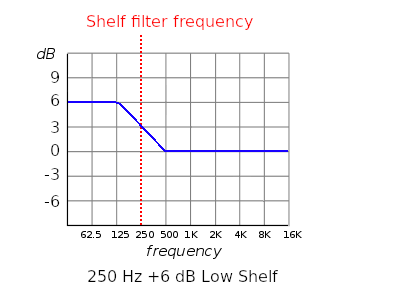 Shelf filter frequency
dB
9
6
3
0
-3
-6
62.5 125 250 500 1K 2K 4K 8K 16K
frequency
250 Hz +6 dB Low Shelf